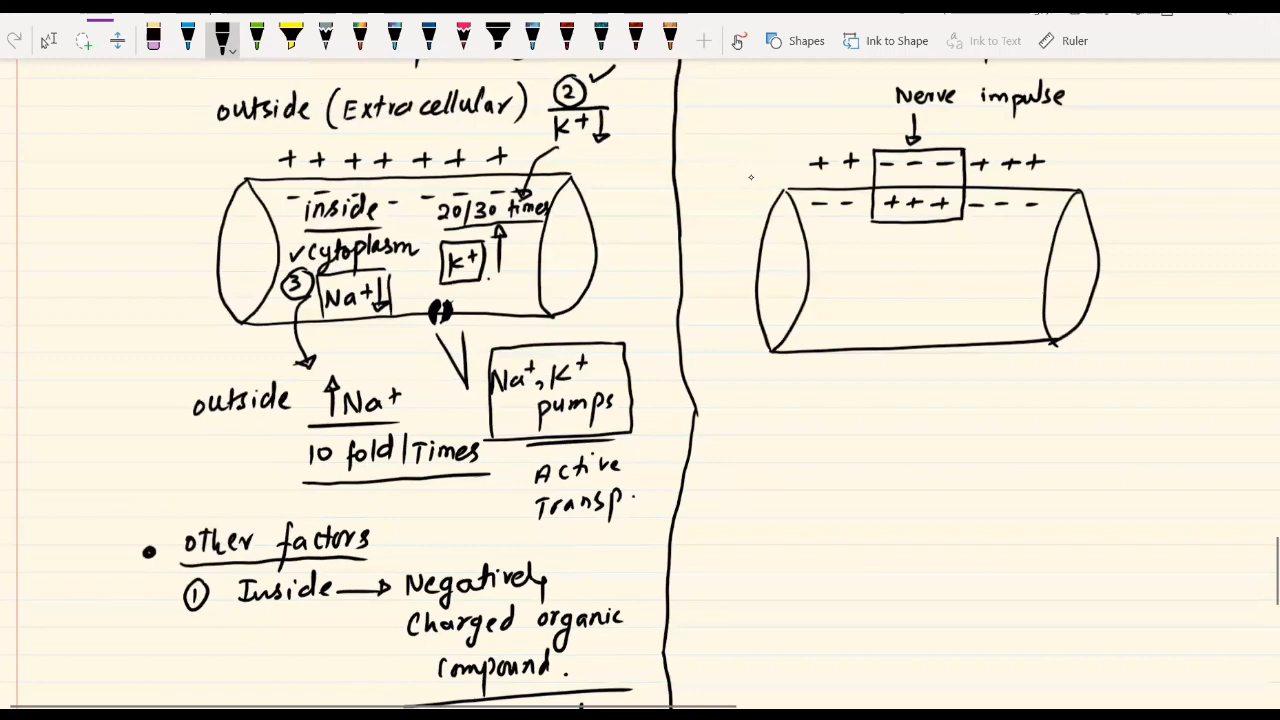 Shapes
Ink to Shape
Ink to Text
Ruler
outside (Extracellular) ②
K+ ↓
+ + + + + + +
- - - - - - - -
inside 20/30 times
✓cytoplasm
K+ ↑
③ Na+ ↓
outside ↑Na+
10 fold/Times
Na+, K+
pumps
Active
Transp.
• other factors
① Inside → Negatively
Charged organic
compound.
Nerve impulse
+ + - - - + + +
- - + + + - - -